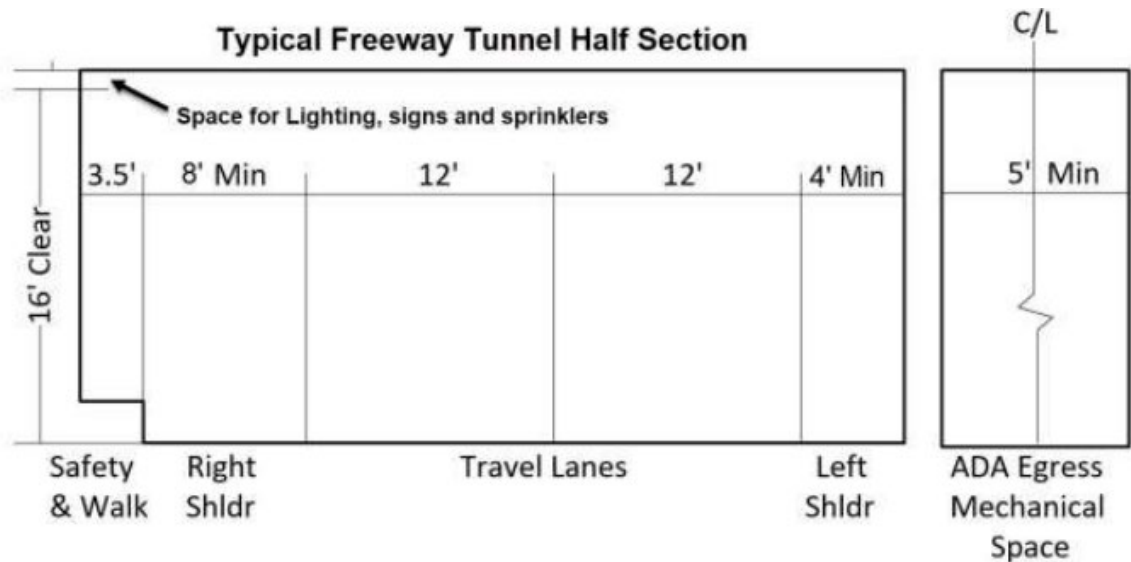 Typical Freeway Tunnel Half Section
C/L
Space for Lighting, signs and sprinklers
3.5' 8' Min 12' 12' 4' Min 5' Min
16' Clear
Safety & Walk
Right Shldr
Travel Lanes
Left Shldr
ADA Egress
Mechanical
Space